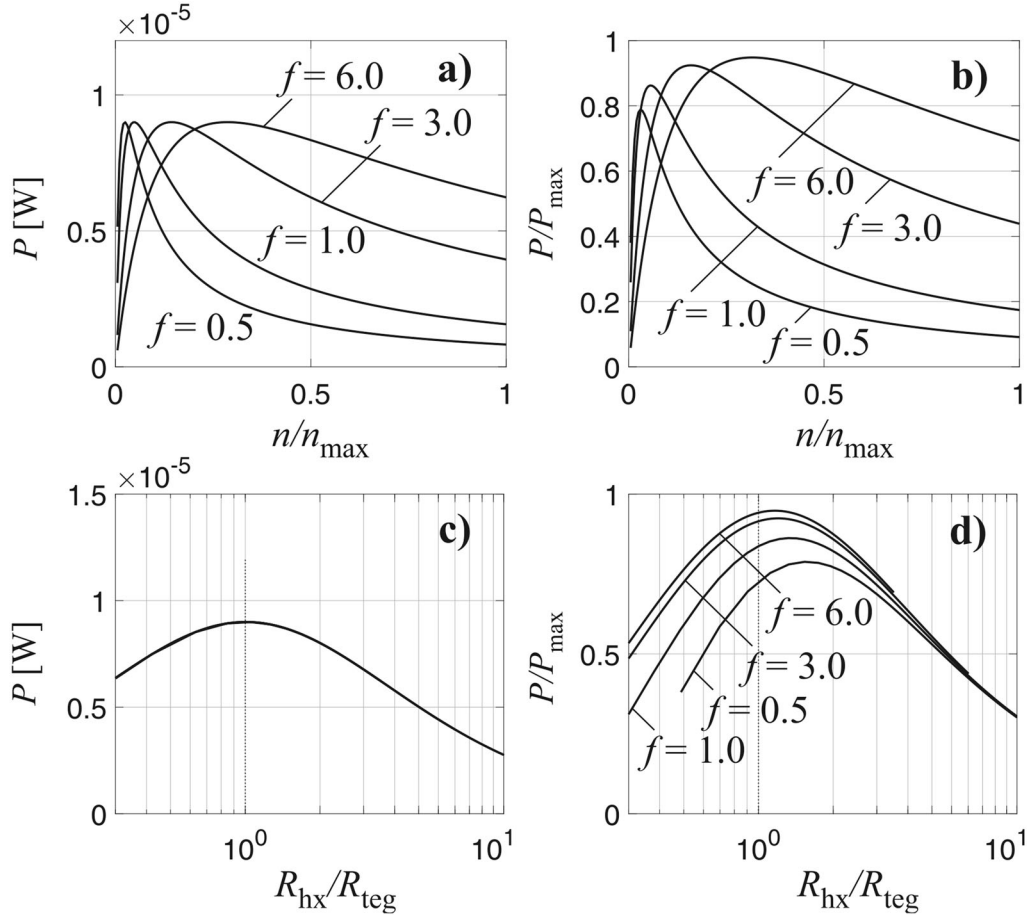 ×10⁻⁵
a)
f = 6.0
f = 3.0
f = 1.0
f = 0.5
P [W]
1
0.5
0
0
0.5
1
n/nmax
b)
f = 6.0
f = 3.0
f = 1.0
f = 0.5
P/Pmax
1
0.8
0.6
0.4
0.2
0
0
0.5
1
n/nmax
×10⁻⁵
c)
P [W]
1.5
1
0.5
0
10⁰
10¹
Rhx/Rteg
d)
f = 6.0
f = 3.0
f = 0.5
f = 1.0
P/Pmax
1
0.5
0
10⁰
10¹
Rhx/Rteg